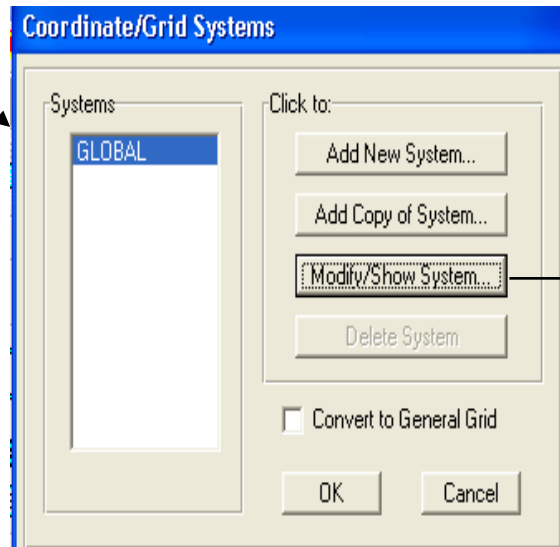 Coordinate/Grid Systems
Systems
GLOBAL
Click to:
Add New System...
Add Copy of System...
Modify/Show System...
Delete System
Convert to General Grid
OK
Cancel